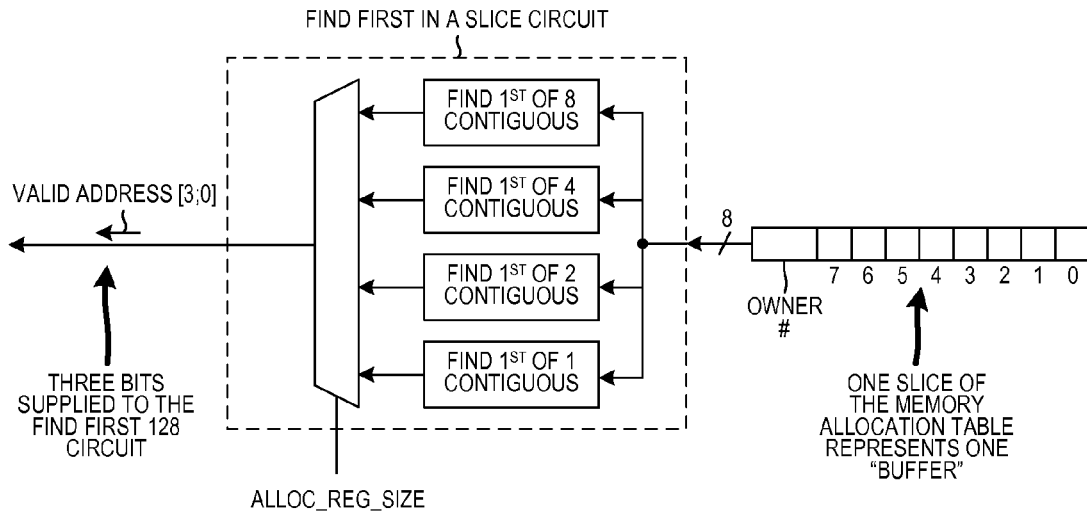 FIND FIRST IN A SLICE CIRCUIT
FIND 1ST OF 8
CONTIGUOUS
FIND 1ST OF 4
CONTIGUOUS
FIND 1ST OF 2
CONTIGUOUS
FIND 1ST OF 1
CONTIGUOUS
VALID ADDRESS [3;0]
THREE BITS
SUPPLIED TO THE
FIND FIRST 128
CIRCUIT
ALLOC_REG_SIZE
8
OWNER
#
7 6 5 4 3 2 1 0
ONE SLICE OF
THE MEMORY
ALLOCATION TABLE
REPRESENTS ONE
“BUFFER”